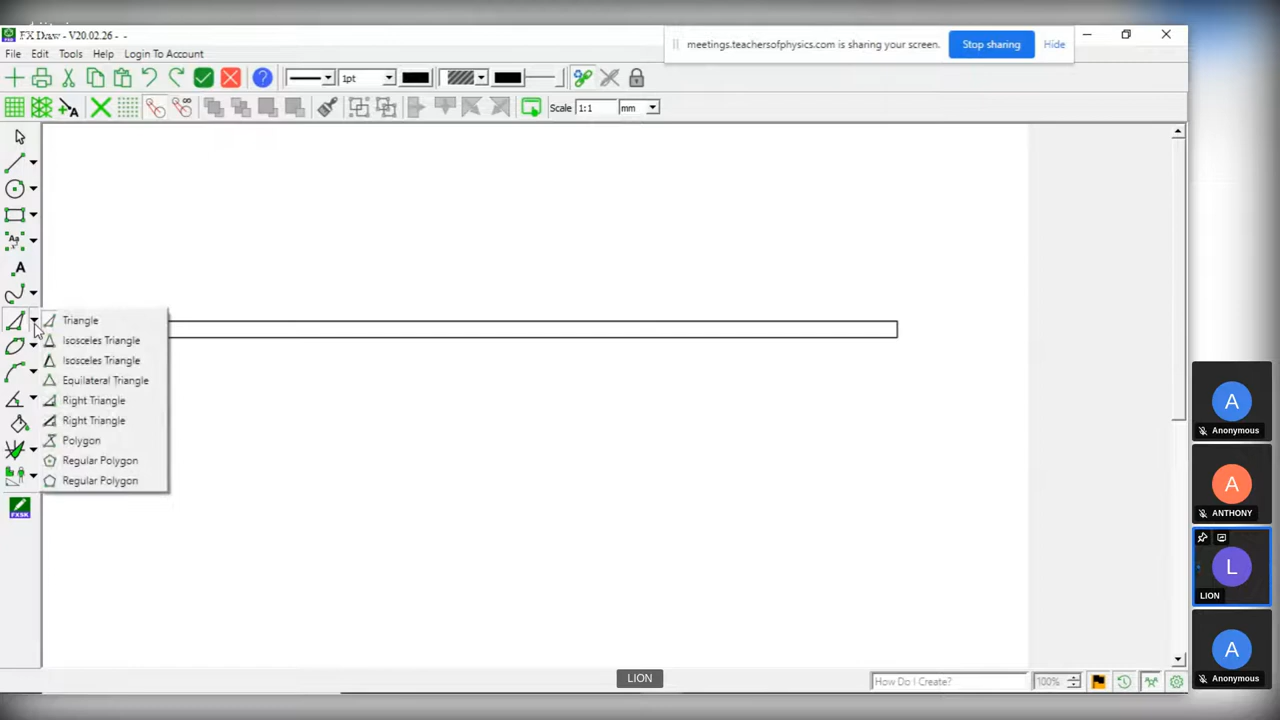 FX Draw - V20.02.26 - -
meetings.teachersofphysics.com is sharing your screen.
Stop sharing
Hide
File Edit Tools Help Login To Account
1pt
Scale 1:1 mm
Aa
A
Triangle
Isosceles Triangle
Isosceles Triangle
Equilateral Triangle
Right Triangle
Right Triangle
Polygon
Regular Polygon
Regular Polygon
FXSK
A
Anonymous
A
ANTHONY
L
LION
A
Anonymous
LION
How Do I Create?
100%